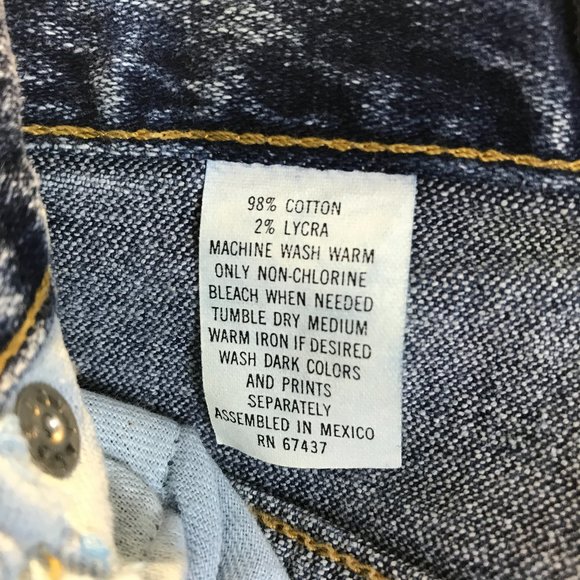 98% COTTON
2% LYCRA
MACHINE WASH WARM
ONLY NON-CHLORINE
BLEACH WHEN NEEDED
TUMBLE DRY MEDIUM
WARM IRON IF DESIRED
WASH DARK COLORS
AND PRINTS
SEPARATELY
ASSEMBLED IN MEXICO
RN 67437